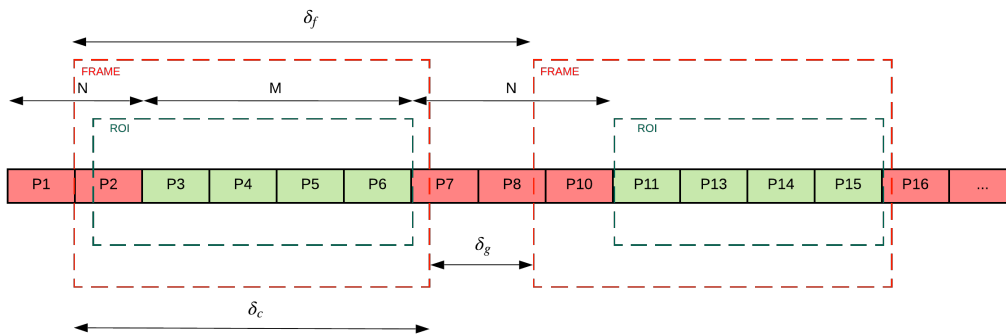 δf
FRAME
FRAME
N
M
N
ROI
ROI
P1 P2 P3 P4 P5 P6 P7 P8 P10 P11 P13 P14 P15 P16 ...
δg
δc